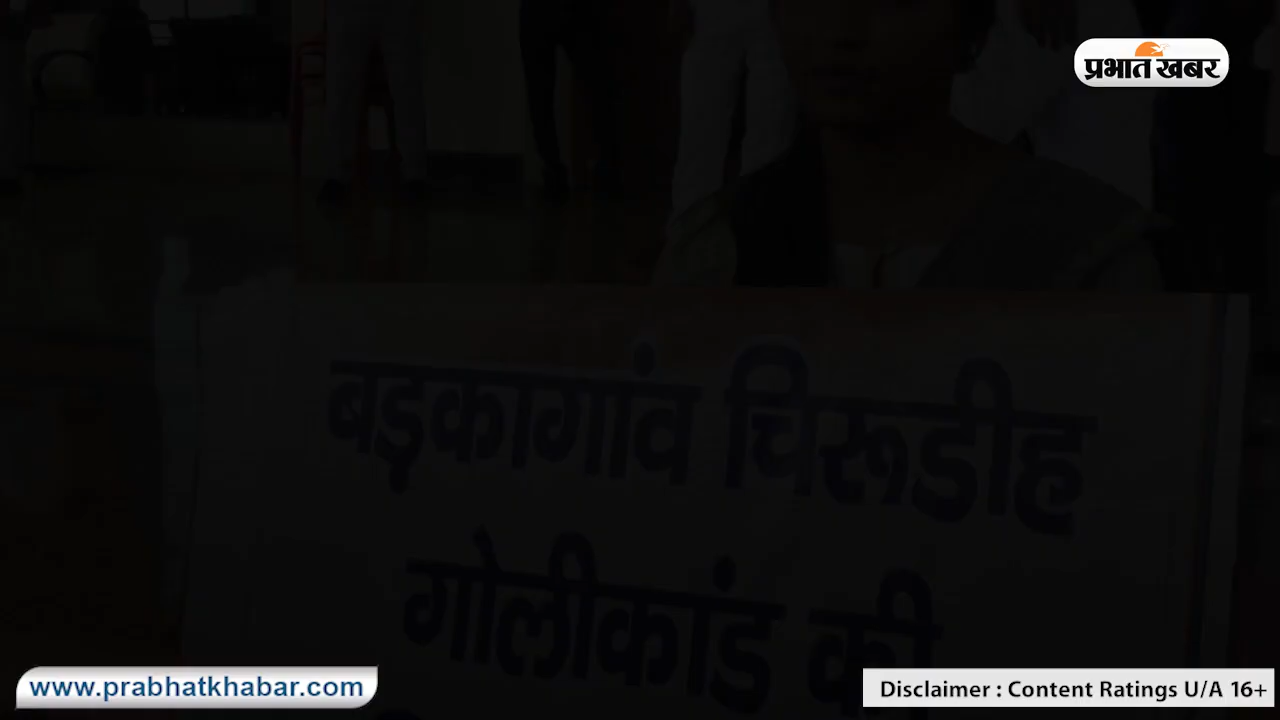 प्रभात खबर
बड़कागांव चिरूडीह
गोलीकांड की
www.prabhatkhabar.com
Disclaimer : Content Ratings U/A 16+